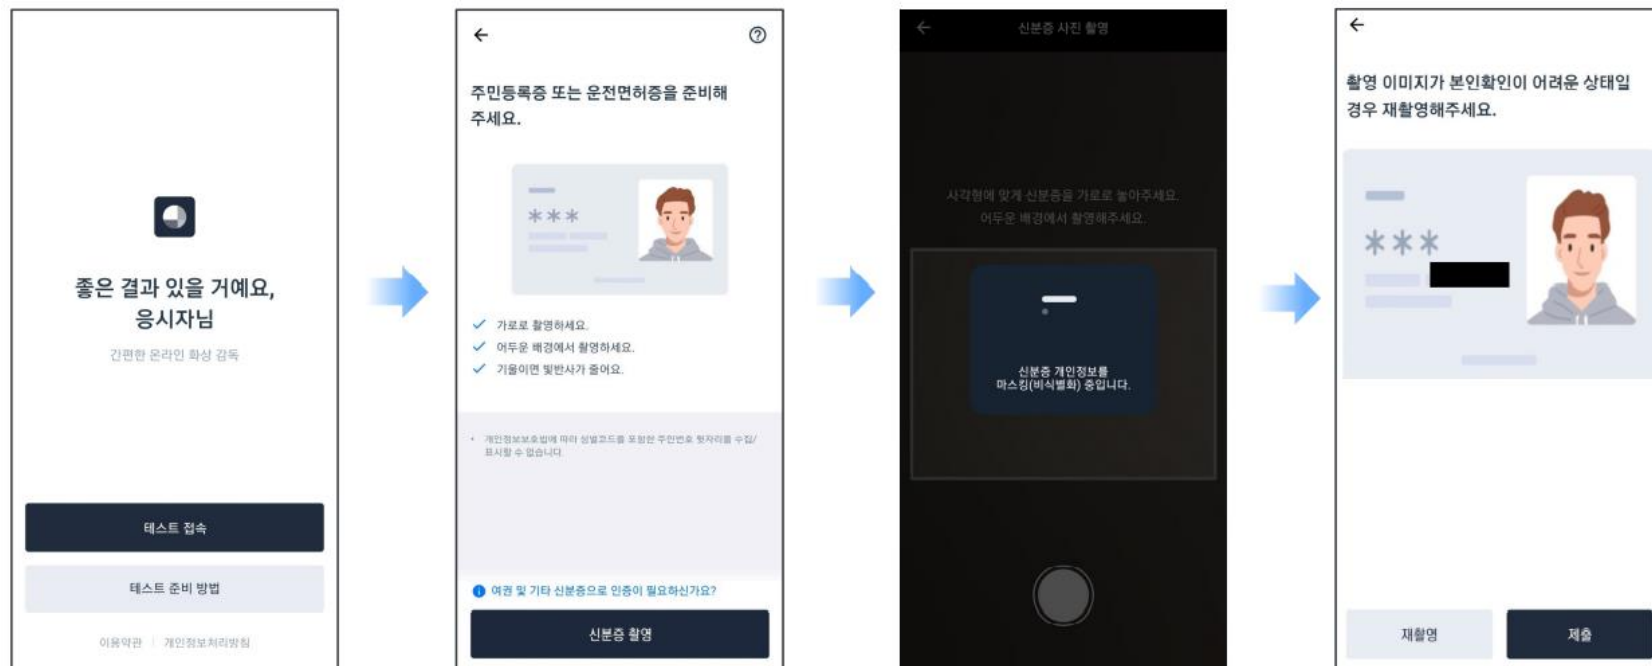 좋은 결과 있을 거예요,
응시자님
간편한 온라인 화상 감독
테스트 접속
테스트 준비 방법
이용약관 | 개인정보처리방침
주민등록증 또는 운전면허증을 준비해
주세요.
***
가로로 촬영하세요.
어두운 배경에서 촬영하세요.
기울이면 빛반사가 줄어요.
개인정보보호법에 따라 성별코드를 포함한 주민번호 뒷자리를 수집/
표시할 수 없습니다.
여권 및 기타 신분증으로 인증이 필요하신가요?
신분증 촬영
신분증 사진 촬영
사각형에 맞게 신분증을 가로로 놓아주세요.
어두운 배경에서 촬영해주세요.
신분증 개인정보를
마스킹(비식별화) 중입니다.
촬영 이미지가 본인확인이 어려운 상태일
경우 재촬영해주세요.
***
재촬영
제출